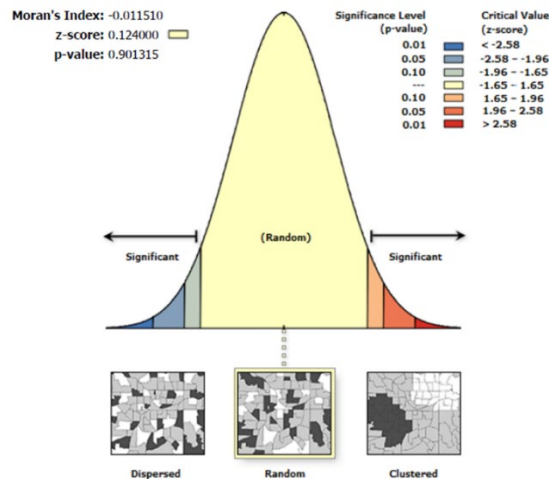 Moran's Index: -0.011510
z-score: 0.124000
p-value: 0.901315
Significance Level
(p-value)
Critical Value
(z-score)
0.01 < -2.58
0.05 -2.58 – -1.96
0.10 -1.96 – -1.65
--- -1.65 – 1.65
0.10 1.65 – 1.96
0.05 1.96 – 2.58
0.01 > 2.58
(Random)
Significant
Significant
Dispersed
Random
Clustered